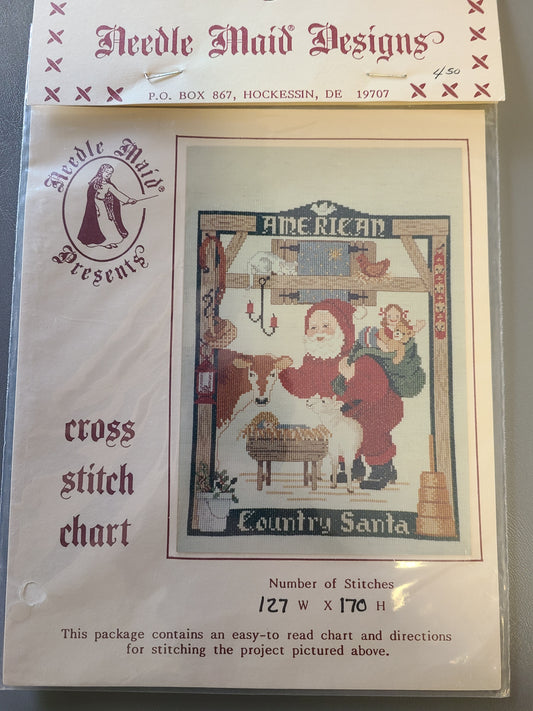 Needle Maid® Designs
4 50
P.O. BOX 867, HOCKESSIN, DE 19707
Needle Maid®
Presents
AMERICAN
Country Santa
cross
stitch
chart
Number of Stitches
127 W X 170 H
This package contains an easy-to read chart and directions
for stitching the project pictured above.